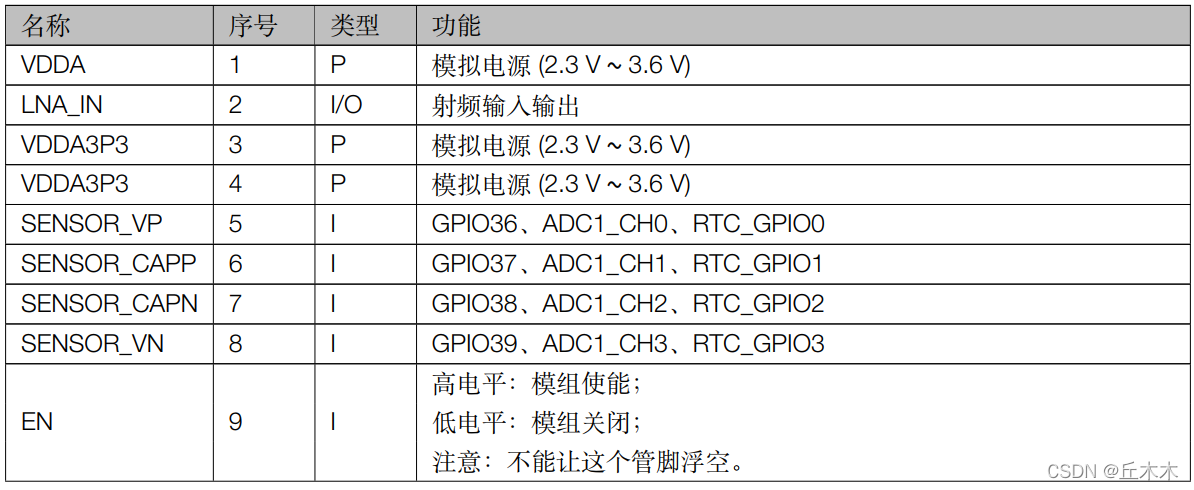 名称 序号 类型 功能
VDDA 1 P 模拟电源 (2.3 V ~ 3.6 V)
LNA_IN 2 I/O 射频输入输出
VDDA3P3 3 P 模拟电源 (2.3 V ~ 3.6 V)
VDDA3P3 4 P 模拟电源 (2.3 V ~ 3.6 V)
SENSOR_VP 5 I GPIO36、ADC1_CH0、RTC_GPIO0
SENSOR_CAPP 6 I GPIO37、ADC1_CH1、RTC_GPIO1
SENSOR_CAPN 7 I GPIO38、ADC1_CH2、RTC_GPIO2
SENSOR_VN 8 I GPIO39、ADC1_CH3、RTC_GPIO3
高电平：模组使能；
EN 9 I 低电平：模组关闭；
注意：不能让这个管脚浮空。
CSDN @丘木木